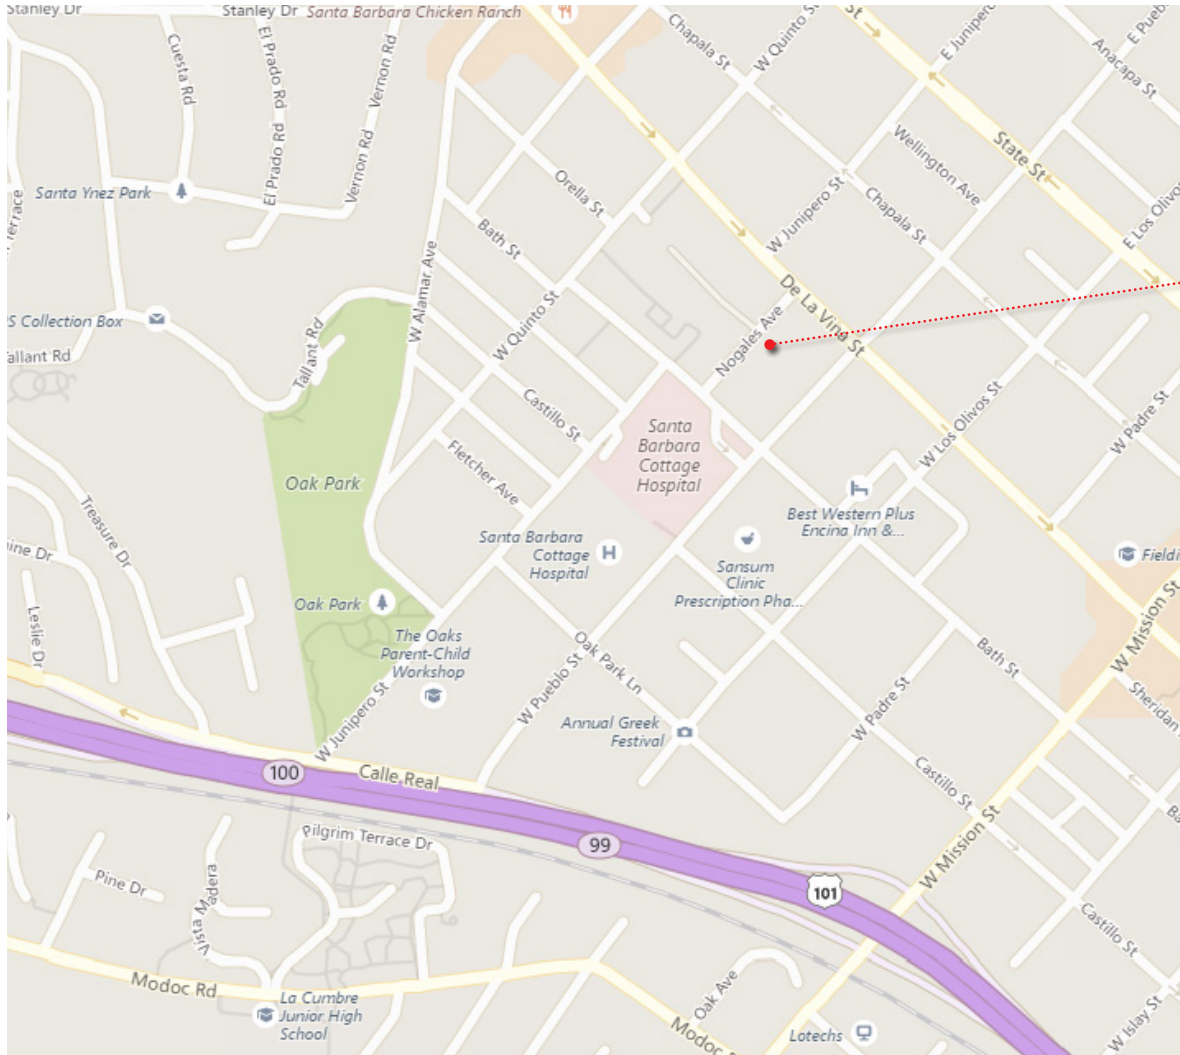 Stanley Dr
Stanley Dr
Santa Barbara Chicken Ranch
Cuesta Rd
El Prado Rd
Vernon Rd
El Prado Rd
Vernon Rd
Santa Ynez Park
Terrace
Chapala St
W Quinto St
St
E Junipero
Anacapa St
E Pueb
State St
Wellington Ave
Orella St
W Junipero St
Chapala St
E Los Olivos
Bath St
W Alamar Ave
W Quinto St
De La Vina St
Nogales Ave
S Collection Box
allant Rd
Tallant Rd
Castillo St
Santa
Barbara
Cottage
Hospital
W Los Olivos St
W Padre St
Fletcher Ave
Oak Park
Treasure Dr
ine Dr
Best Western Plus
Encina Inn &...
Santa Barbara
Cottage
Hospital
H
Sansum
Clinic
Prescription Pha...
Fieldi
Leslie Dr
Oak Park
The Oaks
Parent-Child
Workshop
Oak Park Ln
W Mission St
Bath St
Sheridan
W Junipero St
W Pueblo St
W Padre St
Annual Greek
Festival
100
Calle Real
Castillo St
99
Ba
W Mission St
Pilgrim Terrace Dr
Pine Dr
Vista Madera
101
Castillo St
Modoc Rd
La Cumbre
Junior High
School
Oak Ave
Modoc R
Lotechs
W Islay St